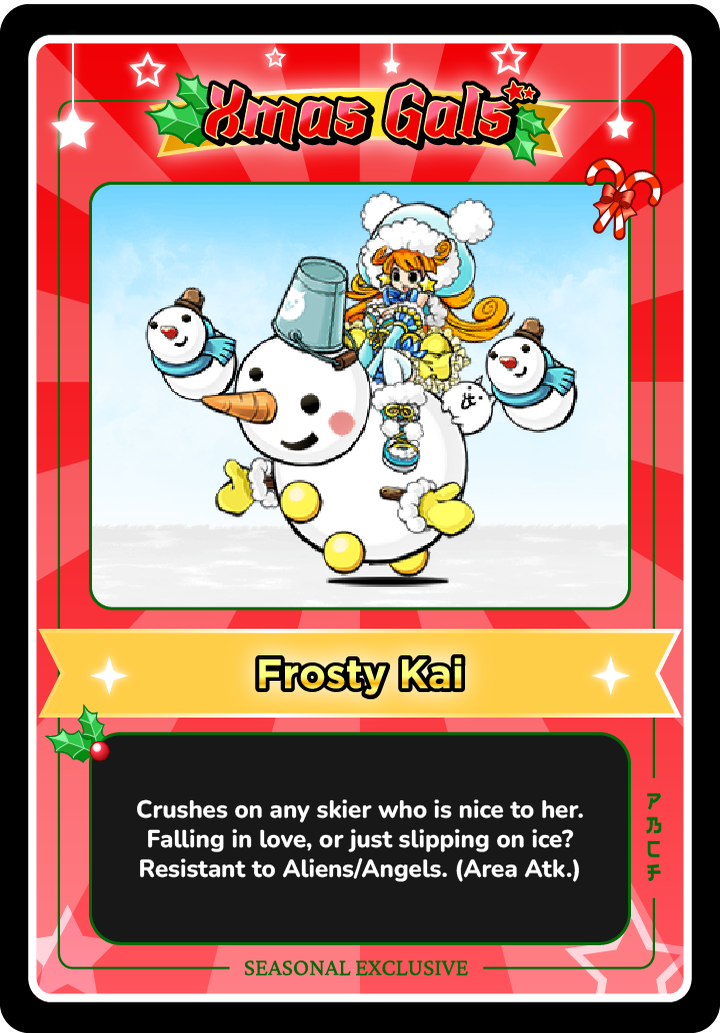 Xmas Gals
Frosty Kai
Crushes on any skier who is nice to her.
Falling in love, or just slipping on ice?
Resistant to Aliens/Angels. (Area Atk.)
SEASONAL EXCLUSIVE